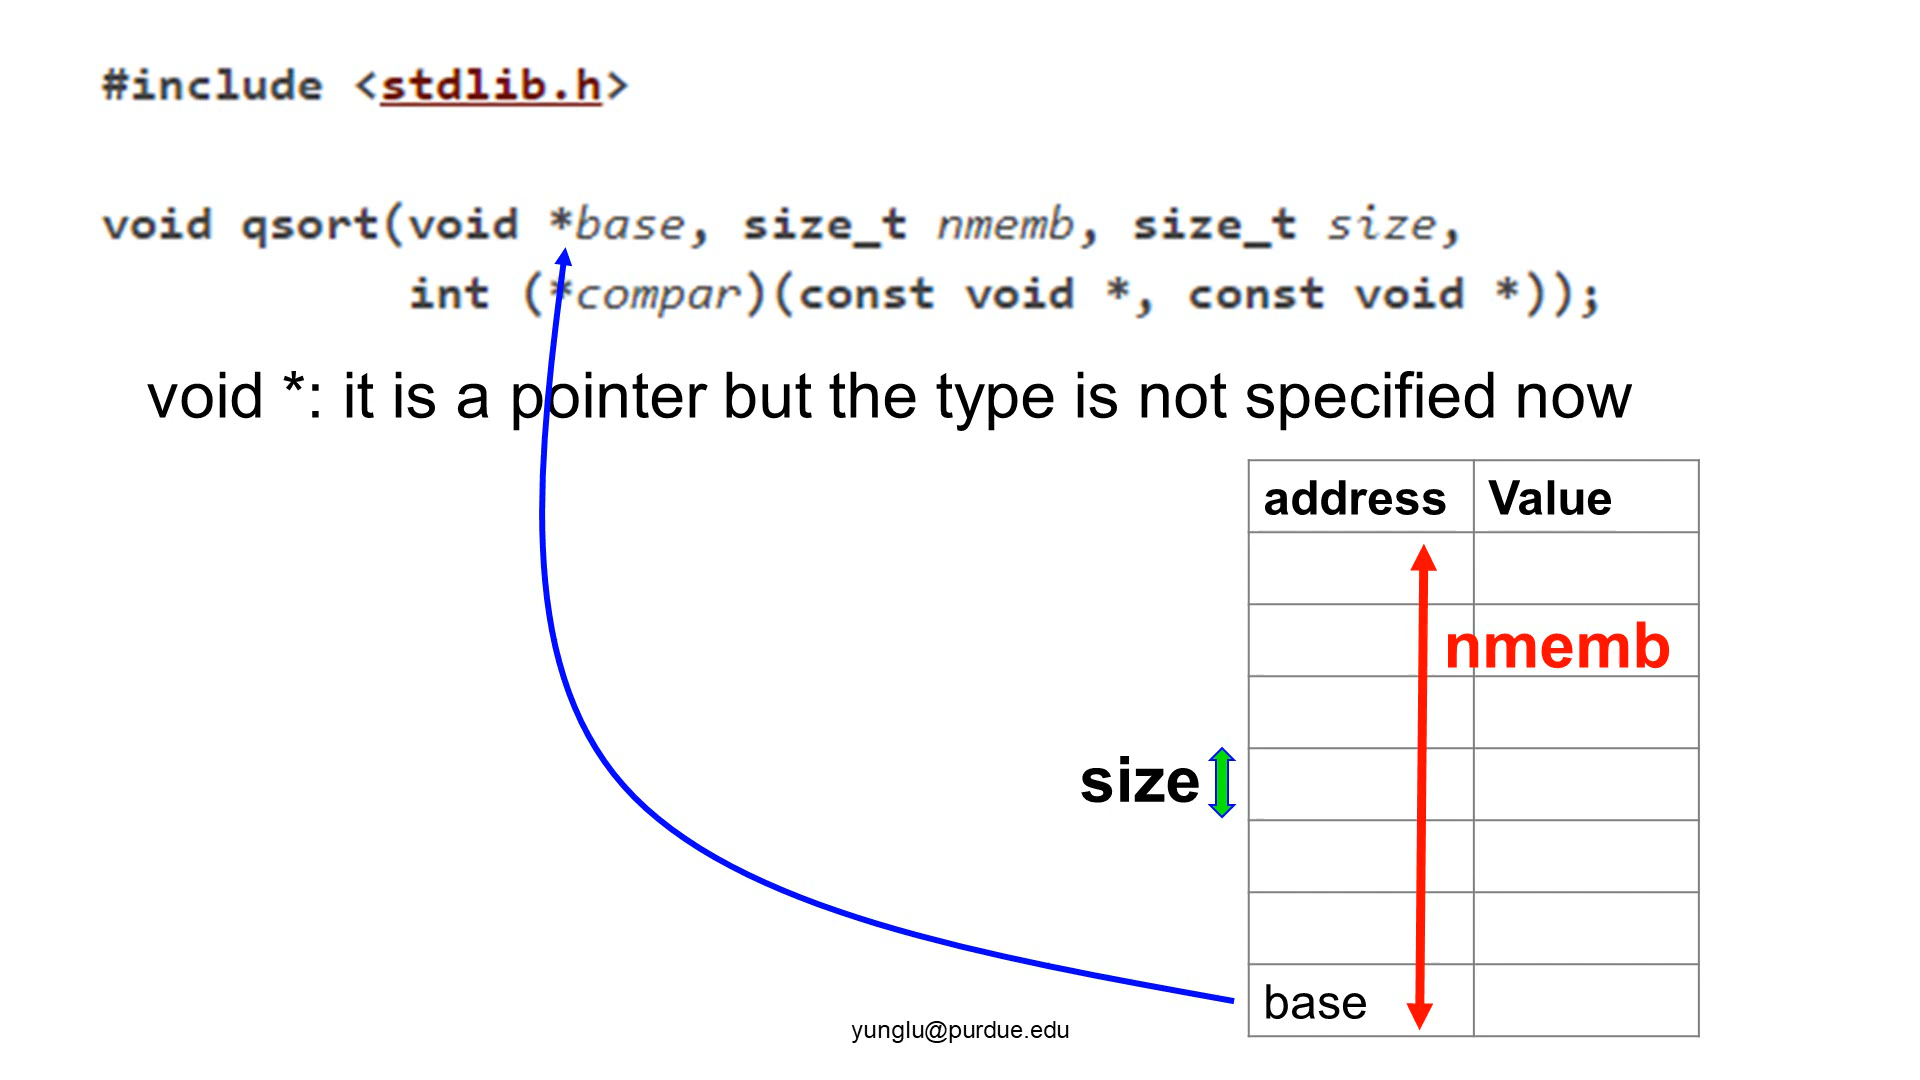 #include <stdlib.h>
void qsort(void *base, size_t nmemb, size_t size,
int (*compar)(const void *, const void *));
void *: it is a pointer but the type is not specified now
address Value
nmemb
size
base
yunglu@purdue.edu